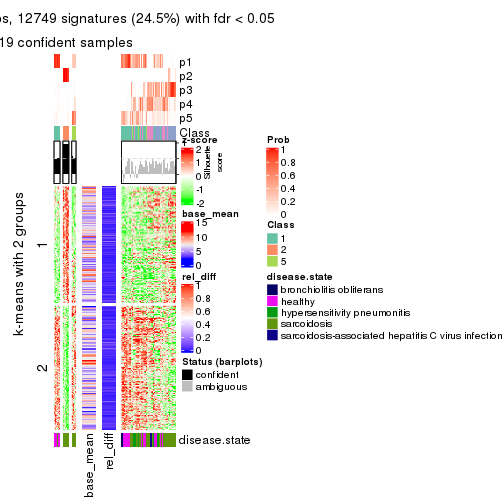 os, 12749 signatures (24.5%) with fdr < 0.05
19 confident samples
p1
p2
p3
p4
p5
Class
Silhouette
score
k-means with 2 groups
1
2
base_mean
rel_diff
disease.state
z-score
2
1
0
-1
-2
base_mean
15
10
5
0
rel_diff
1
0.8
0.6
0.4
0.2
0
Status (barplots)
confident
ambiguous
Prob
1
0.8
0.6
0.4
0.2
0
Class
1
2
5
disease.state
bronchiolitis obliterans
healthy
hypersensitivity pneumonitis
sarcoidosis
sarcoidosis-associated hepatitis C virus infection